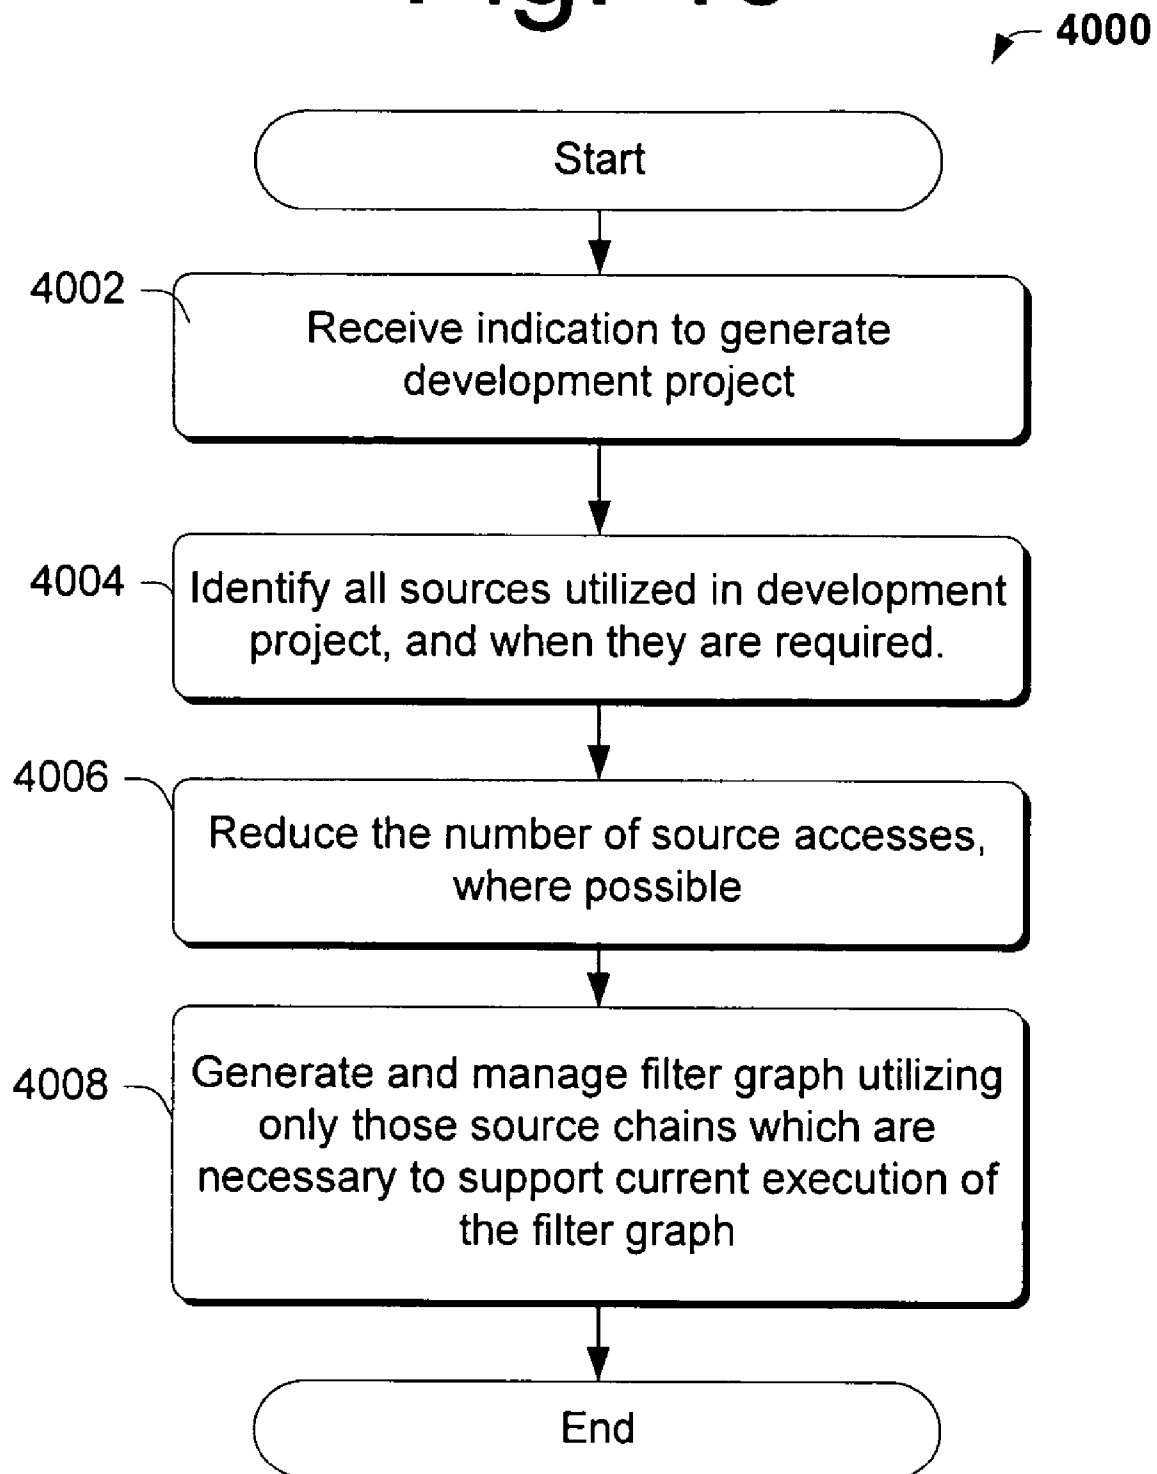 4000
Start
4002
Receive indication to generate
development project
4004
Identify all sources utilized in development
project, and when they are required.
4006
Reduce the number of source accesses,
where possible
4008
Generate and manage filter graph utilizing
only those source chains which are
necessary to support current execution of
the filter graph
End